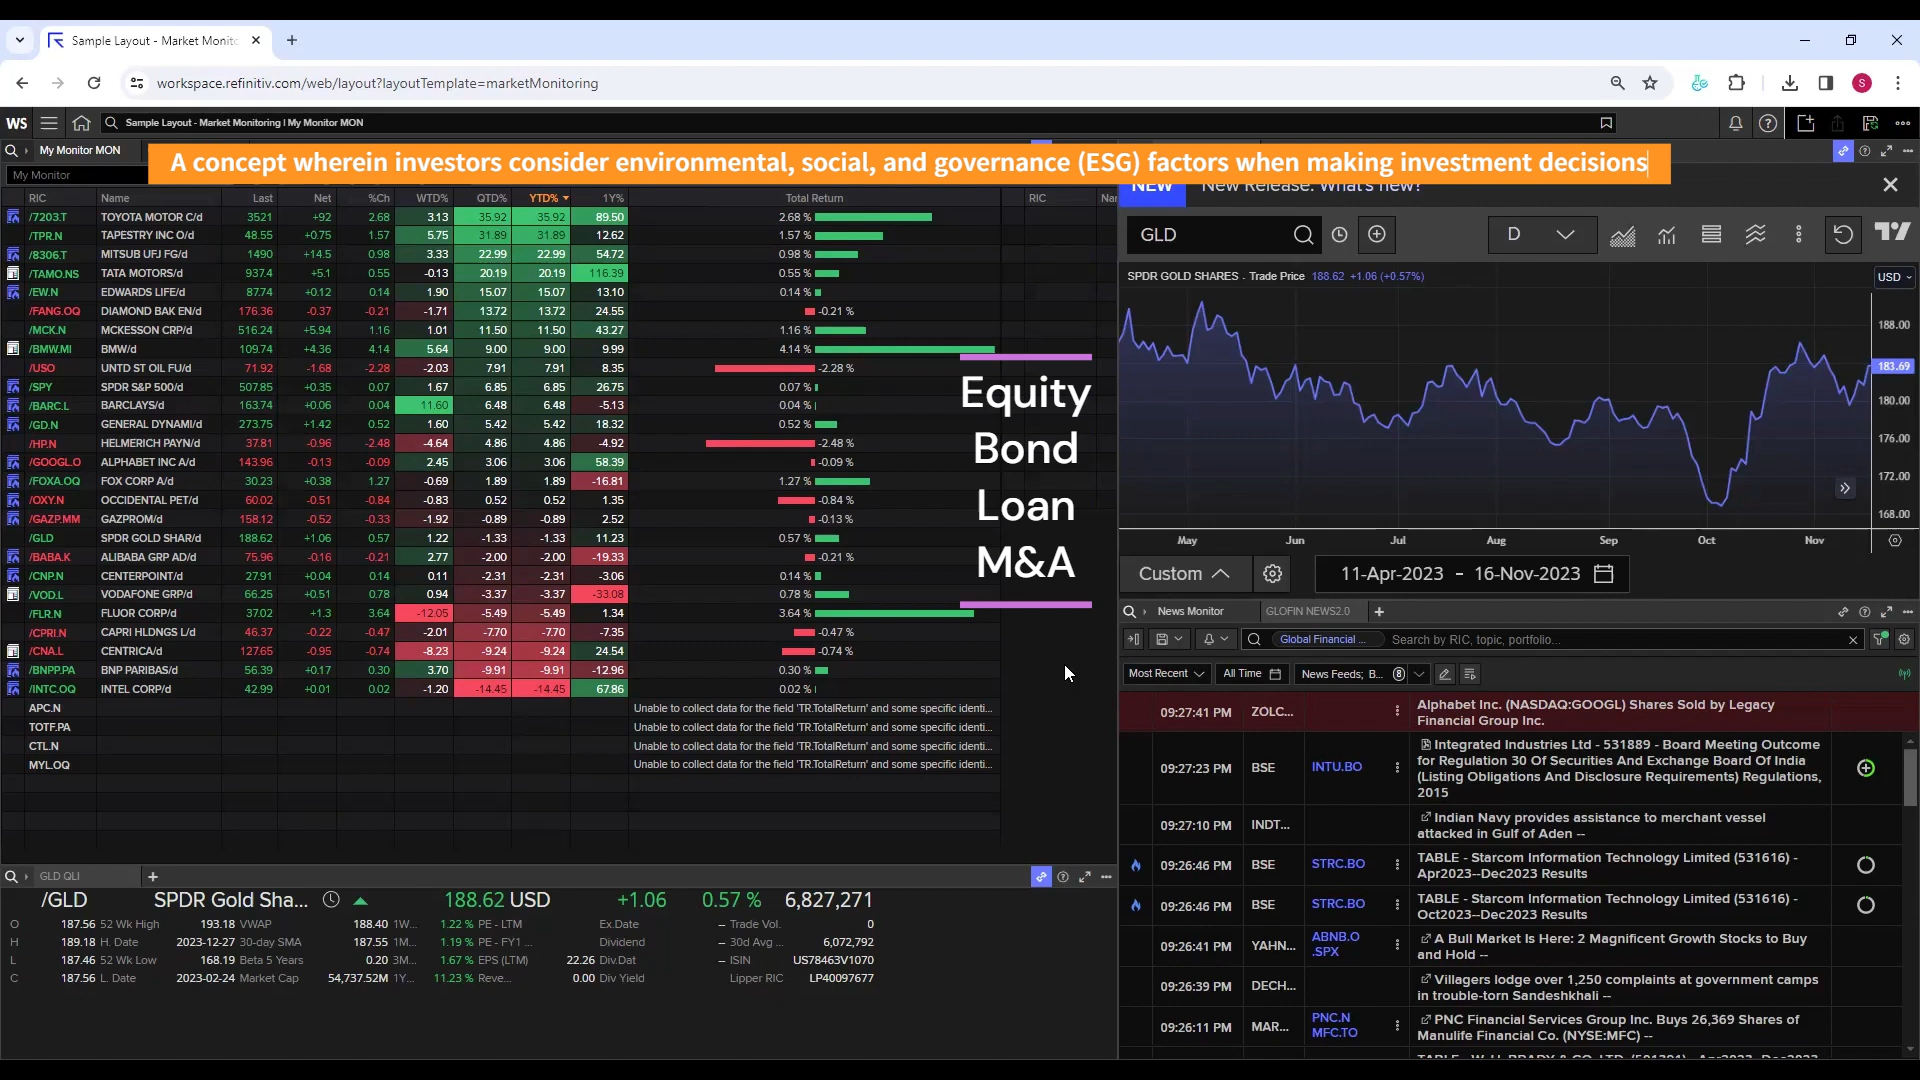 Sample Layout - Market Monito
workspace.refinitiv.com/web/layout?layoutTemplate=marketMonitoring
S
WS
Sample Layout - Market Monitoring | My Monitor MON
My Monitor MON
A concept wherein investors consider environmental, social, and governance (ESG) factors when making investment decisions
My Monitor
RIC Name Last Net %Ch WTD% QTD% YTD% 1Y% Total Return RIC
/7203.T TOYOTA MOTOR C/d 3521 +92 2.68 3.13 35.92 35.92 89.50 2.68 %
/TPR.N TAPESTRY INC O/d 48.55 +0.75 1.57 5.75 31.89 31.89 12.62 1.57 %
/8306.T MITSUB UFJ FG/d 1490 +14.5 0.98 3.33 22.99 22.99 54.72 0.98 %
/TAMO.NS TATA MOTORS/d 937.4 +5.1 0.55 -0.13 20.19 20.19 116.39 0.55 %
/EW.N EDWARDS LIFE/d 87.74 +0.12 0.14 1.90 15.07 15.07 13.10 0.14 %
/FANG.OQ DIAMOND BAK EN/d 176.36 -0.37 -0.21 -1.71 13.72 13.72 24.55 -0.21 %
/MCK.N MCKESSON CRP/d 516.24 +5.94 1.16 1.01 11.50 11.50 43.27 1.16 %
/BMW.MI BMW/d 109.74 +4.36 4.14 5.64 9.00 9.00 9.99 4.14 %
/USO UNTD ST OIL FU/d 71.92 -1.68 -2.28 -2.03 7.91 7.91 8.35 -2.28 %
/SPY SPDR S&P 500/d 507.85 +0.35 0.07 1.67 6.85 6.85 26.75 0.07 %
/BARC.L BARCLAYS/d 163.74 +0.06 0.04 11.60 6.48 6.48 -5.13 0.04 %
/GD.N GENERAL DYNAMI/d 273.75 +1.42 0.52 1.60 5.42 5.42 18.32 0.52 %
/HP.N HELMERICH PAYN/d 37.81 -0.96 -2.48 -4.64 4.86 4.86 -4.92 -2.48 %
/GOOGL.O ALPHABET INC A/d 143.96 -0.13 -0.09 2.45 3.06 3.06 58.39 -0.09 %
/FOXA.OQ FOX CORP A/d 30.23 +0.38 1.27 -0.69 1.89 1.89 -16.81 1.27 %
/OXY.N OCCIDENTAL PET/d 60.02 -0.51 -0.84 -0.83 0.52 0.52 1.35 -0.84 %
/GAZP.MM GAZPROM/d 158.12 -0.52 -0.33 -1.92 -0.89 -0.89 2.52 -0.13 %
/GLD SPDR GOLD SHAR/d 188.62 +1.06 0.57 1.22 -1.33 -1.33 11.23 0.57 %
/BABA.K ALIBABA GRP AD/d 75.96 -0.16 -0.21 2.77 -2.00 -2.00 -19.33 -0.21 %
/CNP.N CENTERPOINT/d 27.91 +0.04 0.14 0.11 -2.31 -2.31 -3.06 0.14 %
/VOD.L VODAFONE GRP/d 66.25 +0.51 0.78 0.94 -3.37 -3.37 -33.08 0.78 %
/FLR.N FLUOR CORP/d 37.02 +1.3 3.64 -12.05 -5.49 -5.49 1.34 3.64 %
/CPRI.N CAPRI HLDNGS L/d 46.37 -0.22 -0.47 -2.01 -7.70 -7.70 -7.35 -0.47 %
/CNA.L CENTRICA/d 127.65 -0.95 -0.74 -8.23 -9.24 -9.24 24.54 -0.74 %
/BNPP.PA BNP PARIBAS/d 56.39 +0.17 0.30 3.70 -9.91 -9.91 -12.96 0.30 %
/INTC.OQ INTEL CORP/d 42.99 +0.01 0.02 -1.20 -14.45 -14.45 67.86 0.02 %
APC.N Unable to collect data for the field 'TR.TotalReturn' and some specific identi...
TOTF.PA Unable to collect data for the field 'TR.TotalReturn' and some specific identi...
CTL.N Unable to collect data for the field 'TR.TotalReturn' and some specific identi...
MYL.OQ Unable to collect data for the field 'TR.TotalReturn' and some specific identi...
Equity
Bond
Loan
M&A
GLD QLI
/GLD SPDR Gold Sha... 188.62 USD +1.06 0.57 % 6,827,271
O 187.56 52 Wk High 193.18 VWAP 188.40 1W... 1.22 % PE - LTM Ex.Date -- Trade Vol. 0
H 189.18 H. Date 2023-12-27 30-day SMA 187.55 1M... 1.19 % PE - FY1 ... Dividend -- 30d Avg ... 6,072,792
L 187.46 52 Wk Low 168.19 Beta 5 Years 0.20 3M... 1.67 % EPS (LTM) 22.26 Div.Dat -- ISIN US78463V1070
C 187.56 L. Date 2023-02-24 Market Cap 54,737.52M 1Y... 11.23 % Reve... 0.00 Div Yield Lipper RIC LP40097677
NEW New Release: What's new?
GLD D
SPDR GOLD SHARES - Trade Price 188.62 +1.06 (+0.57%) USD
188.00
183.69
180.00
176.00
172.00
168.00
May Jun Jul Aug Sep Oct Nov
Custom 11-Apr-2023 - 16-Nov-2023
News Monitor GLOFIN NEWS2.0
Global Financial ... Search by RIC, topic, portfolio...
Most Recent All Time News Feeds; B... 8
09:27:41 PM ZOLC... Alphabet Inc. (NASDAQ:GOOGL) Shares Sold by Legacy
Financial Group Inc.
09:27:23 PM BSE INTU.BO Integrated Industries Ltd - 531889 - Board Meeting Outcome
for Regulation 30 Of Securities And Exchange Board Of India
(Listing Obligations And Disclosure Requirements) Regulations,
2015
09:27:10 PM INDT... Indian Navy provides assistance to merchant vessel
attacked in Gulf of Aden --
09:26:46 PM BSE STRC.BO TABLE - Starcom Information Technology Limited (531616) -
Apr2023--Dec2023 Results
09:26:46 PM BSE STRC.BO TABLE - Starcom Information Technology Limited (531616) -
Oct2023--Dec2023 Results
09:26:41 PM YAHN... ABNB.O .SPX A Bull Market Is Here: 2 Magnificent Growth Stocks to Buy
and Hold --
09:26:39 PM DECH... Villagers lodge over 1,250 complaints at government camps
in trouble-torn Sandeshkhali --
09:26:11 PM MAR... PNC.N MFC.TO PNC Financial Services Group Inc. Buys 26,369 Shares of
Manulife Financial Co. (NYSE:MFC) --